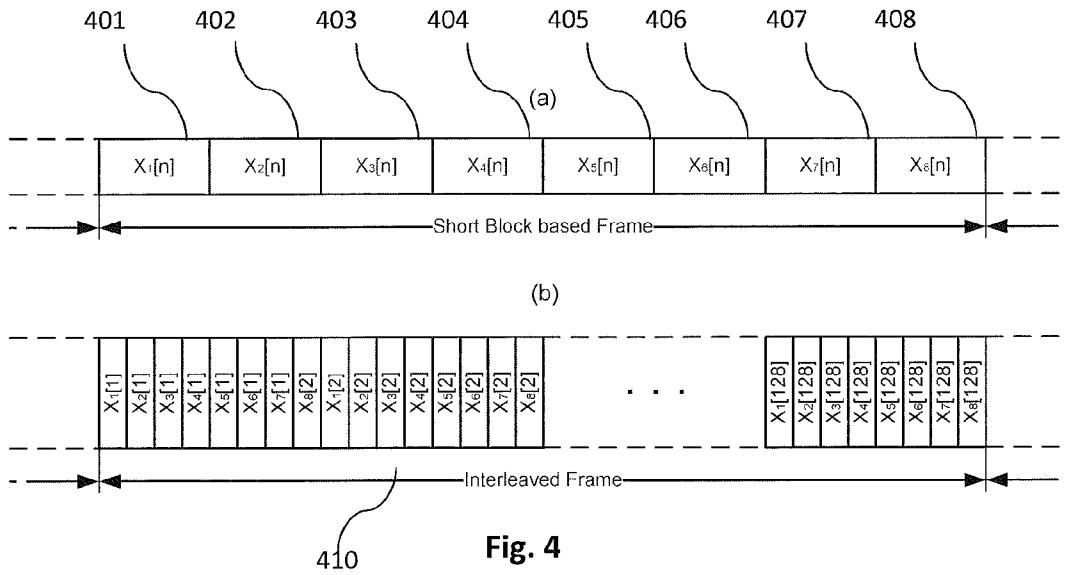 401 402 403 404 405 406 407 408
(a)
X₁[n] X₂[n] X₃[n] X₄[n] X₅[n] X₆[n] X₇[n] X₈[n]
Short Block based Frame
(b)
X₁[1] X₂[1] X₃[1] X₄[1] X₅[1] X₆[1] X₇[1] X₈[2] X₁[2] X₂[2] X₃[2] X₄[2] X₅[2] X₆[2] X₇[2] X₈[2] . . . X₁[128] X₂[128] X₃[128] X₄[128] X₅[128] X₆[128] X₇[128] X₈[128]
Interleaved Frame
410
Fig. 4